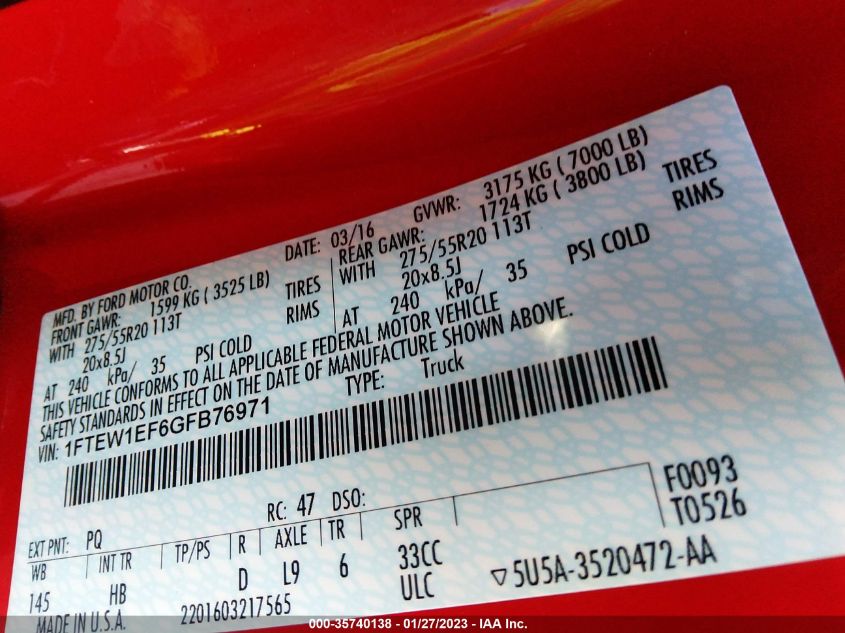 MFD. BY FORD MOTOR CO.
DATE: 03/16
GVWR: 3175 KG ( 7000 LB)
FRONT GAWR: 1599 KG ( 3525 LB)
REAR GAWR: 1724 KG ( 3800 LB)
WITH 275/55R20 113T TIRES
WITH 275/55R20 113T TIRES
20x8.5J RIMS
20x8.5J RIMS
AT 240 kPa/ 35 PSI COLD
AT 240 kPa/ 35 PSI COLD
THIS VEHICLE CONFORMS TO ALL APPLICABLE FEDERAL MOTOR VEHICLE
SAFETY STANDARDS IN EFFECT ON THE DATE OF MANUFACTURE SHOWN ABOVE.
VIN: 1FTEW1EF6GFB76971
TYPE: Truck
F0093
T0526
EXT PNT: PQ RC: 47 DSO:
WB INT TR TP/PS R AXLE TR SPR
145 HB D L9 6 33CC
ULC
▽5U5A-3520472-AA
MADE IN U.S.A. 2201603217565
000-35740138 - 01/27/2023 - IAA Inc.